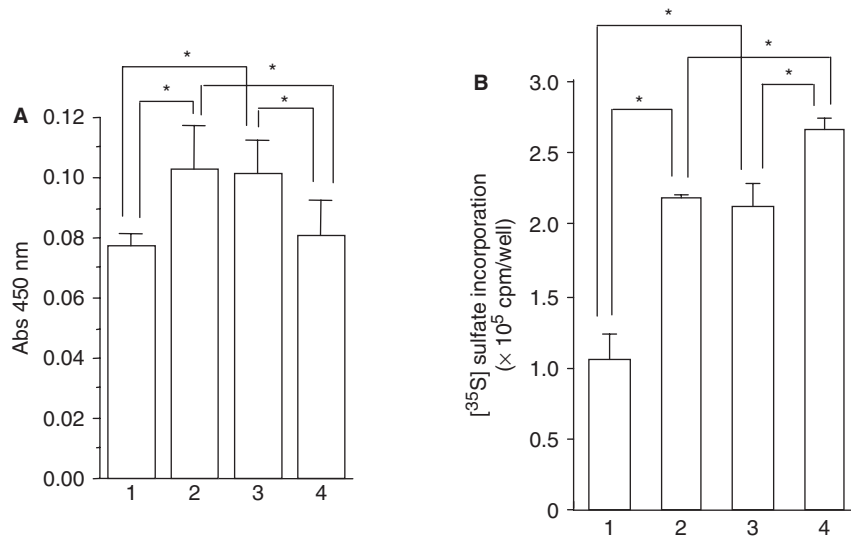 A
Abs 450 nm
0.12
0.10
0.08
0.06
0.04
0.02
0.00
1 2 3 4
* * * *
B
[³⁵S] sulfate incorporation
(× 10⁵ cpm/well)
3.0
2.5
2.0
1.5
1.0
0.5
0
1 2 3 4
* * * *